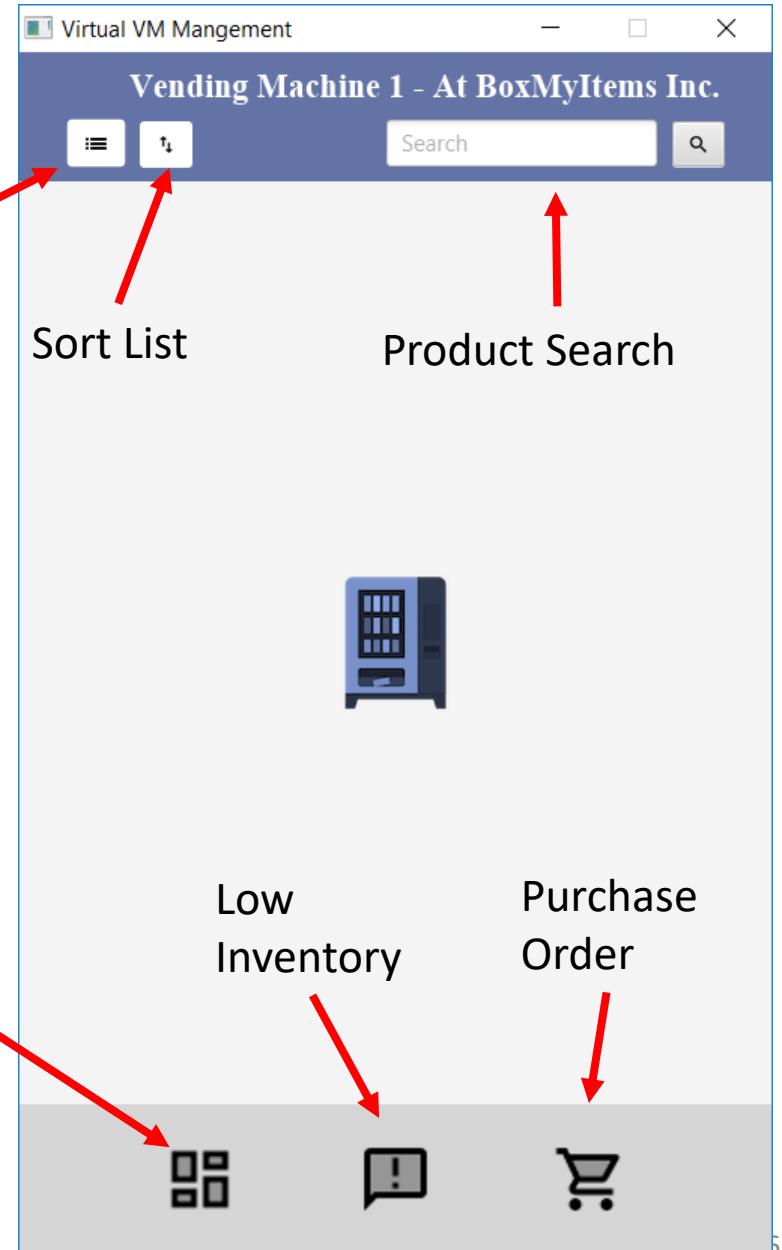 Virtual VM Mangement
Vending Machine 1 - At BoxMyItems Inc.
Search
Sort List
Product Search
Low
Inventory
Purchase
Order